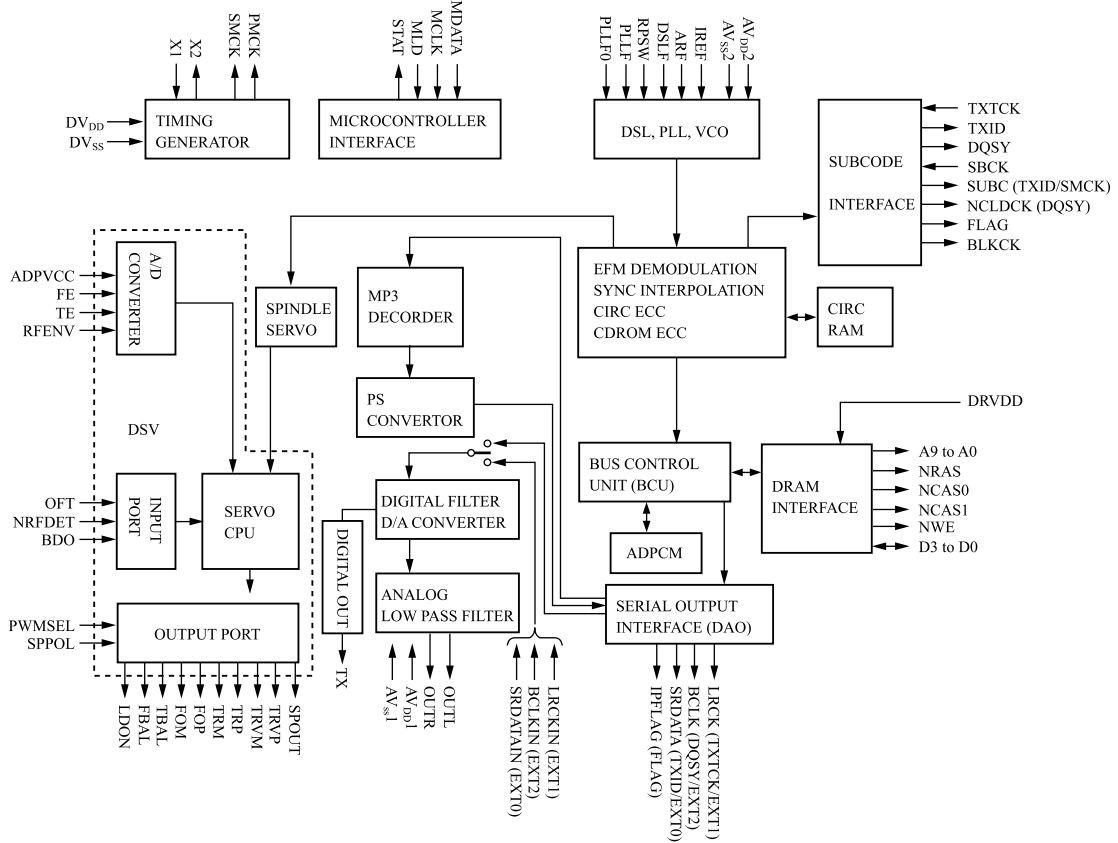 X1
X2
SMCK
PMCK
STAT
MLD
MCLK
MDATA
PLLF0
PLLF
RPSW
DSLF
ARF
IREF
AVSS2
AVDD2
DVDD
DVSS
TIMING
GENERATOR
MICROCONTROLLER
INTERFACE
DSL, PLL, VCO
SUBCODE
INTERFACE
TXTCK
TXID
DQSY
SBCK
SUBC (TXID/SMCK)
NCLDCK (DQSY)
FLAG
BLKCK
ADPVCC
FE
TE
RFENV
A/D
CONVERTER
SPINDLE
SERVO
MP3
DECORDER
EFM DEMODULATION
SYNC INTERPOLATION
CIRC ECC
CDROM ECC
CIRC
RAM
PS
CONVERTOR
DSV
DRVDD
BUS CONTROL
UNIT (BCU)
DRAM
INTERFACE
A9 to A0
NRAS
NCAS0
NCAS1
NWE
D3 to D0
OFT
NRFDET
BDO
INPUT
PORT
SERVO
CPU
DIGITAL FILTER
D/A CONVERTER
DIGITAL OUT
ADPCM
ANALOG
LOW PASS FILTER
SERIAL OUTPUT
INTERFACE (DAO)
PWMSEL
SPPOL
OUTPUT PORT
LDON
FBAL
TBAL
FOM
FOP
TRM
TRP
TRVM
TRVP
SPOUT
TX
AVSS1
AVDD1
OUTR
OUTL
SRDATAIN (EXT0)
BCLKIN (EXT2)
LRCKIN (EXT1)
IPFLAG (FLAG)
SRDATA (TXID/EXT0)
BCLK (DQSY/EXT2)
LRCK (TXTCK/EXT1)